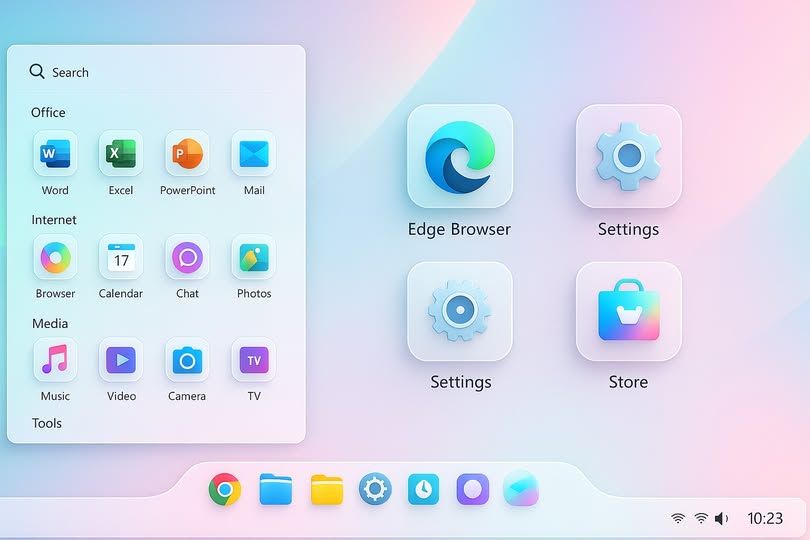 Search
Office
W
X
P
Word Excel PowerPoint Mail
Internet
17
Browser Calendar Chat Photos
Media
TV
Music Video Camera TV
Tools
Edge Browser Settings
Settings Store
10:23